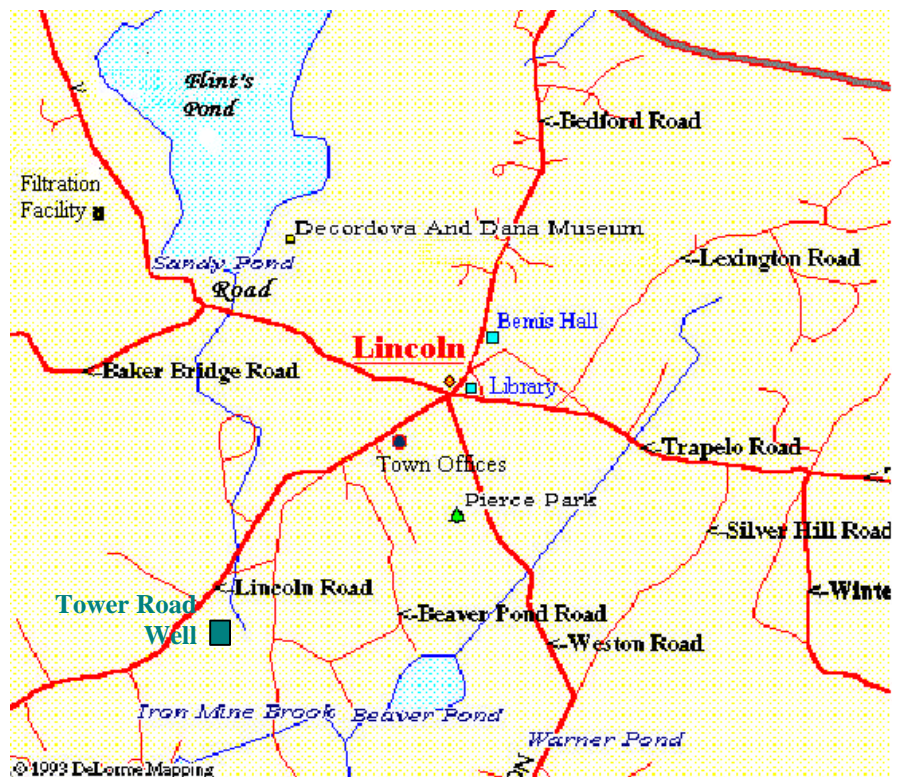 Flint's
Pond
<-Bedford Road
Filtration
Facility
Decordova And Dana Museum
<-Lexington Road
Sandy Pond
Road
Bemis Hall
Lincoln
<-Baker Bridge Road
Library
<-Trapelo Road
Town Offices
Pierce Park
<-Silver Hill Road
<-Lincoln Road
<-Winte
Tower Road
Well
<-Beaver Pond Road
<-Weston Road
Iron Mine Brook
Beaver Pond
Warner Pond
No
© 1993 DeLorme Mapping